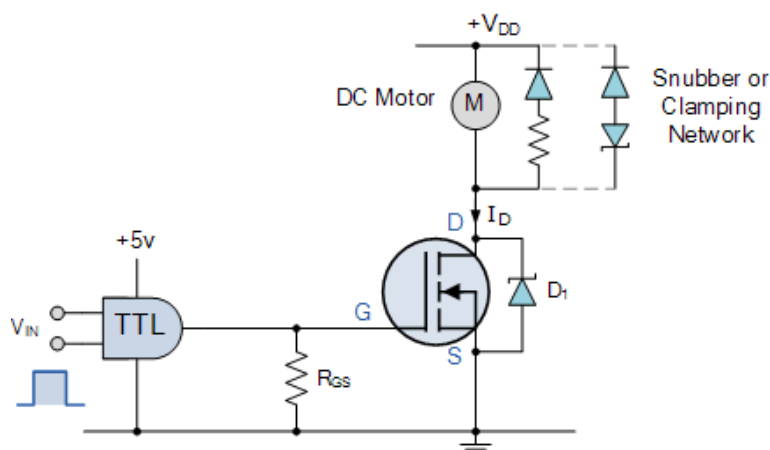 +VDD
DC Motor
M
Snubber or
Clamping
Network
D
ID
+5v
VIN
TTL
G
D1
S
RGS